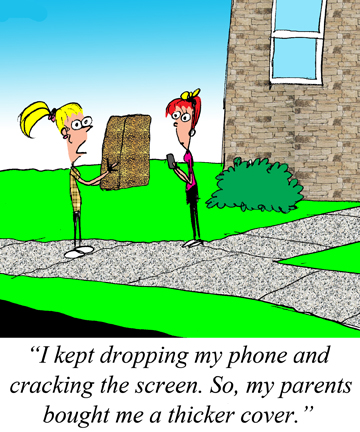 “I kept dropping my phone and
cracking the screen. So, my parents
bought me a thicker cover.”